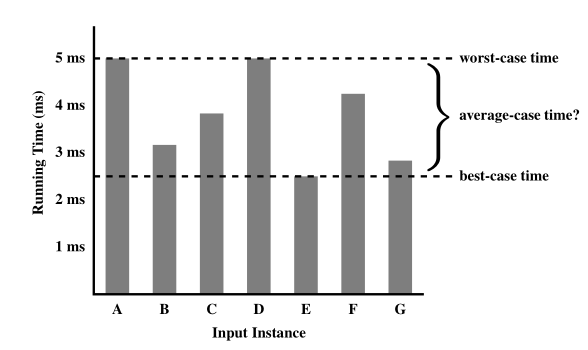 5 ms
worst-case time
4 ms
average-case time?
3 ms
best-case time
2 ms
1 ms
Running Time (ms)
A B C D E F G
Input Instance